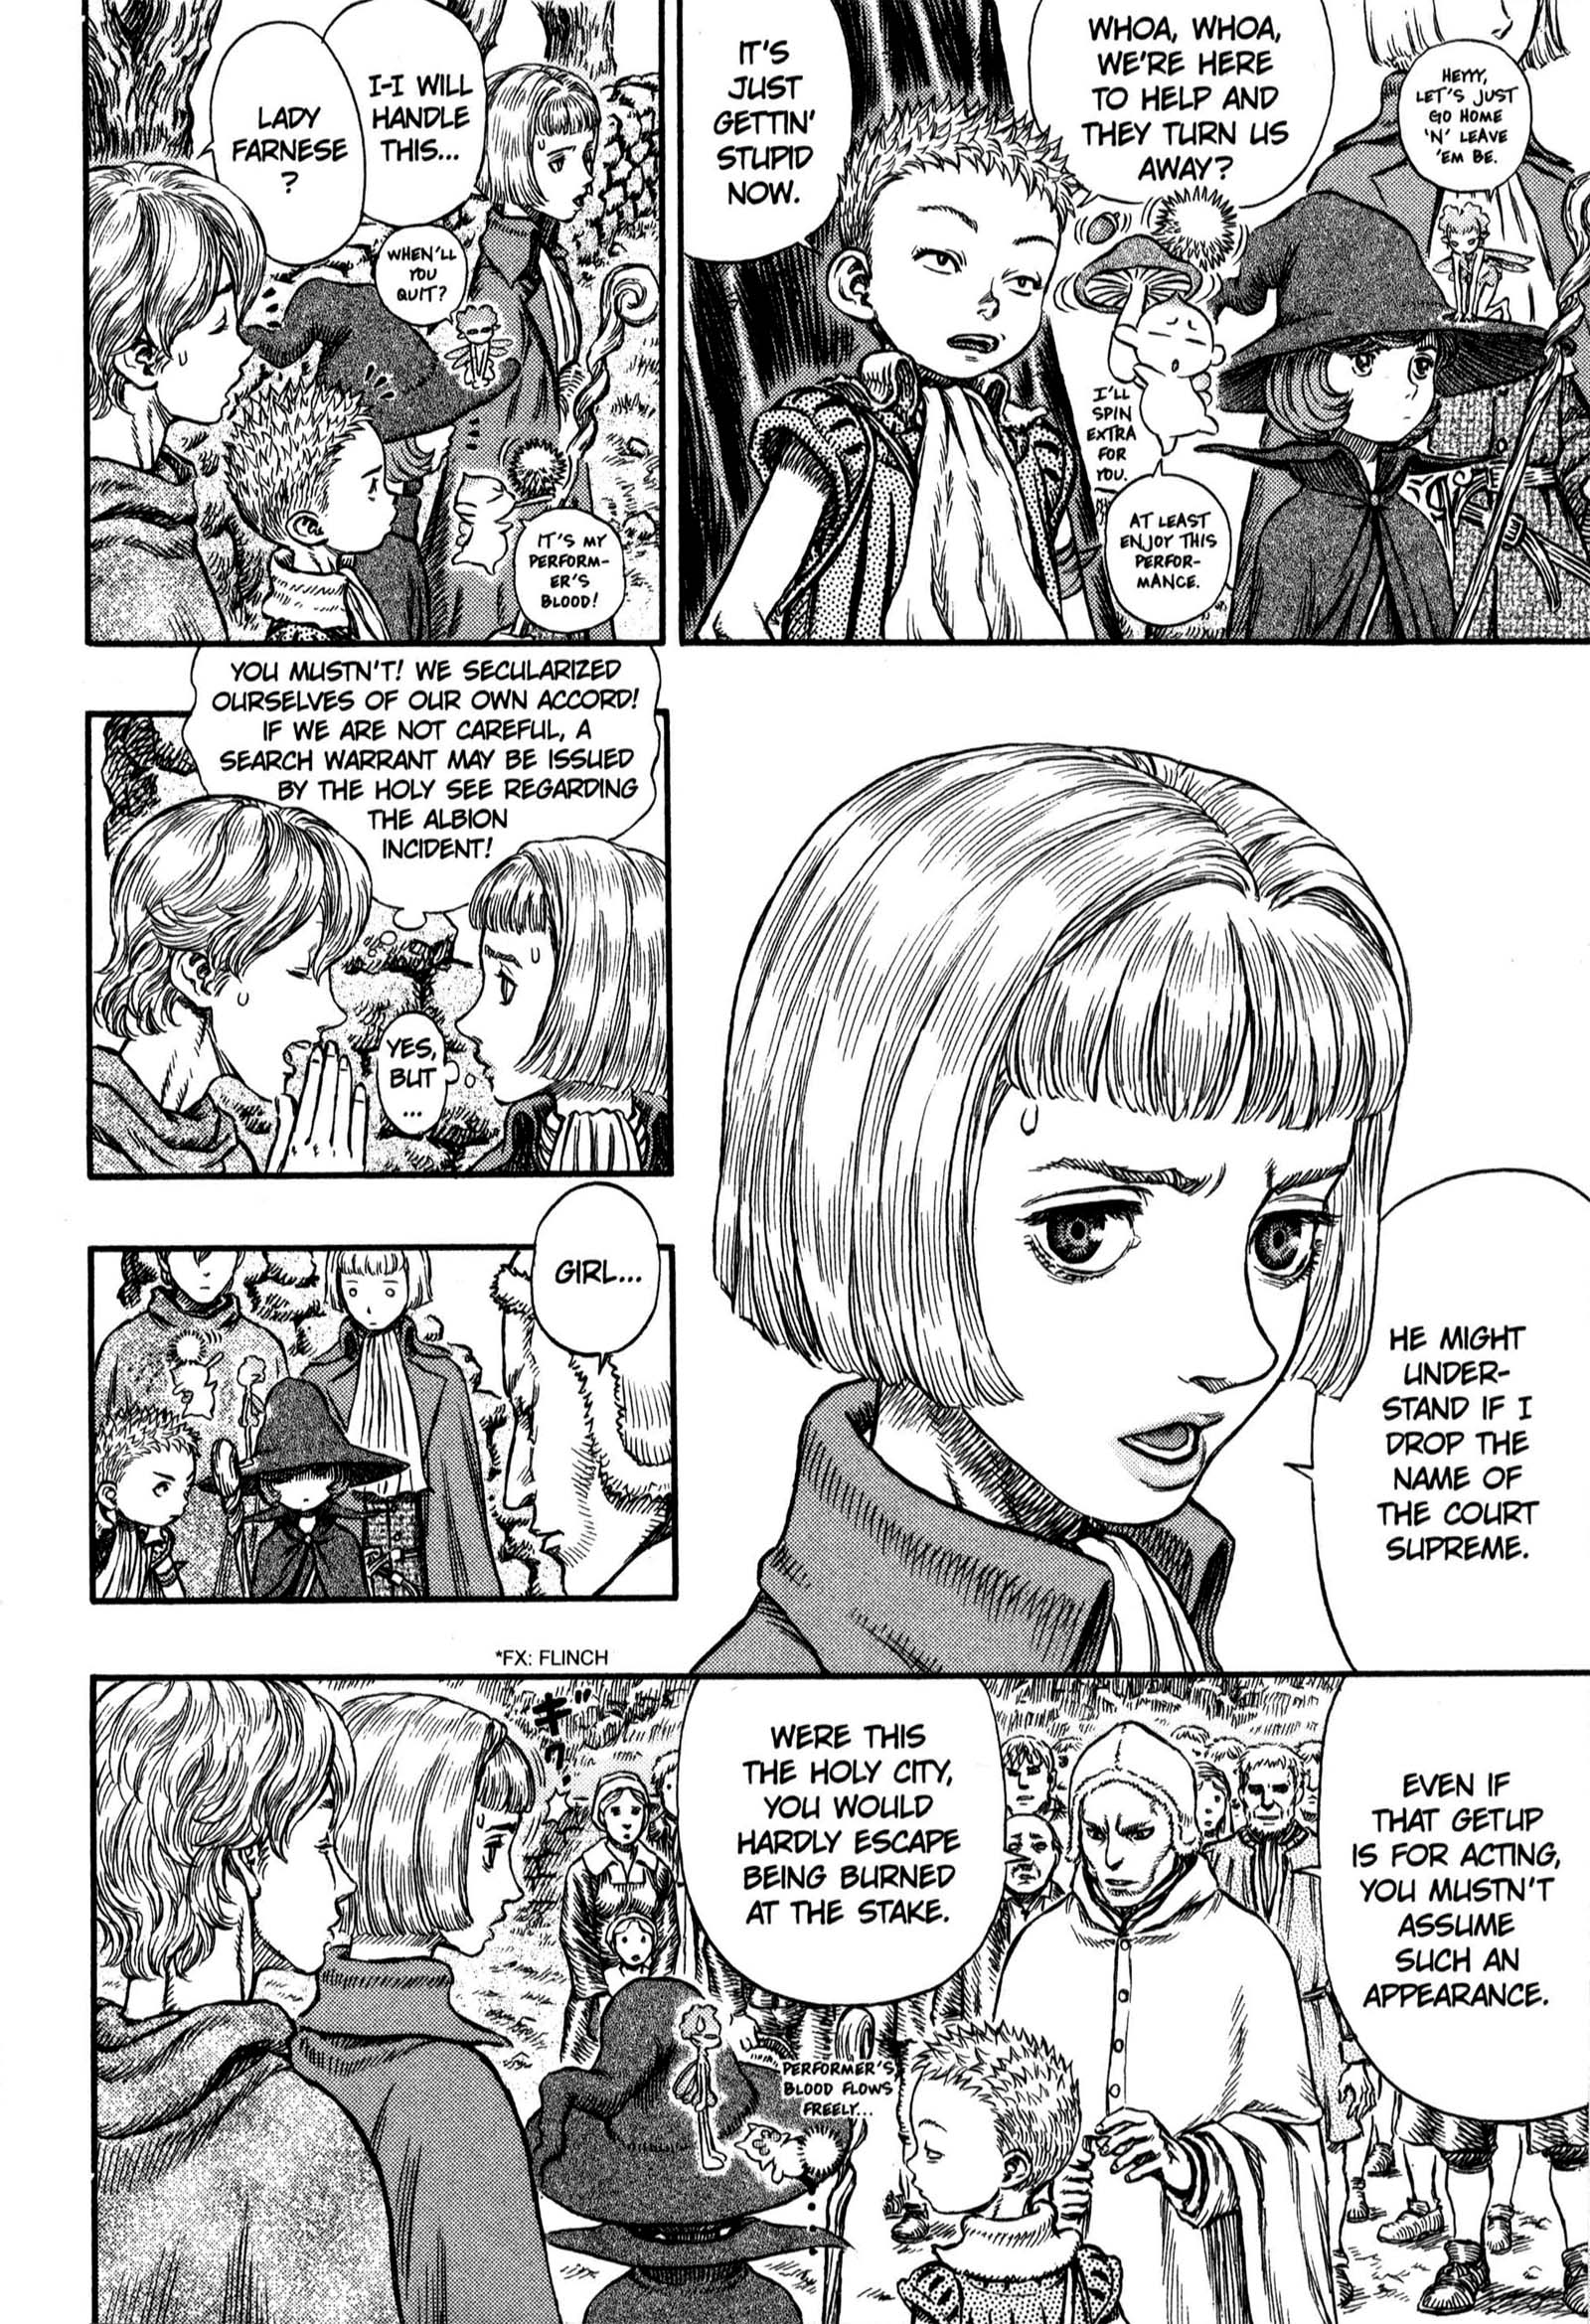 WHOA, WHOA,
WE'RE HERE
TO HELP AND
THEY TURN US
AWAY?
HEYYY,
LET'S JUST
GO HOME
'N' LEAVE
'EM BE.
IT'S
JUST
GETTIN'
STUPID
NOW.
I'LL
SPIN
EXTRA
FOR
YOU.
AT LEAST
ENJOY THIS
PERFOR-
MANCE.
I-I WILL
HANDLE
THIS...
LADY
FARNESE
?
WHEN'LL
YOU
QUIT?
IT'S MY
PERFORM-
ER'S
BLOOD!
HE MIGHT
UNDER-
STAND IF I
DROP THE
NAME OF
THE COURT
SUPREME.
YOU MUSTN'T! WE SECULARIZED
OURSELVES OF OUR OWN ACCORD!
IF WE ARE NOT CAREFUL, A
SEARCH WARRANT MAY BE ISSUED
BY THE HOLY SEE REGARDING
THE ALBION
INCIDENT!
YES,
BUT
...
GIRL...
*FX: FLINCH
EVEN IF
THAT GETUP
IS FOR ACTING,
YOU MUSTN'T
ASSUME
SUCH AN
APPEARANCE.
WERE THIS
THE HOLY CITY,
YOU WOULD
HARDLY ESCAPE
BEING BURNED
AT THE STAKE.
ギクッ
PERFORMER'S
BLOOD FLOWS
FREELY...